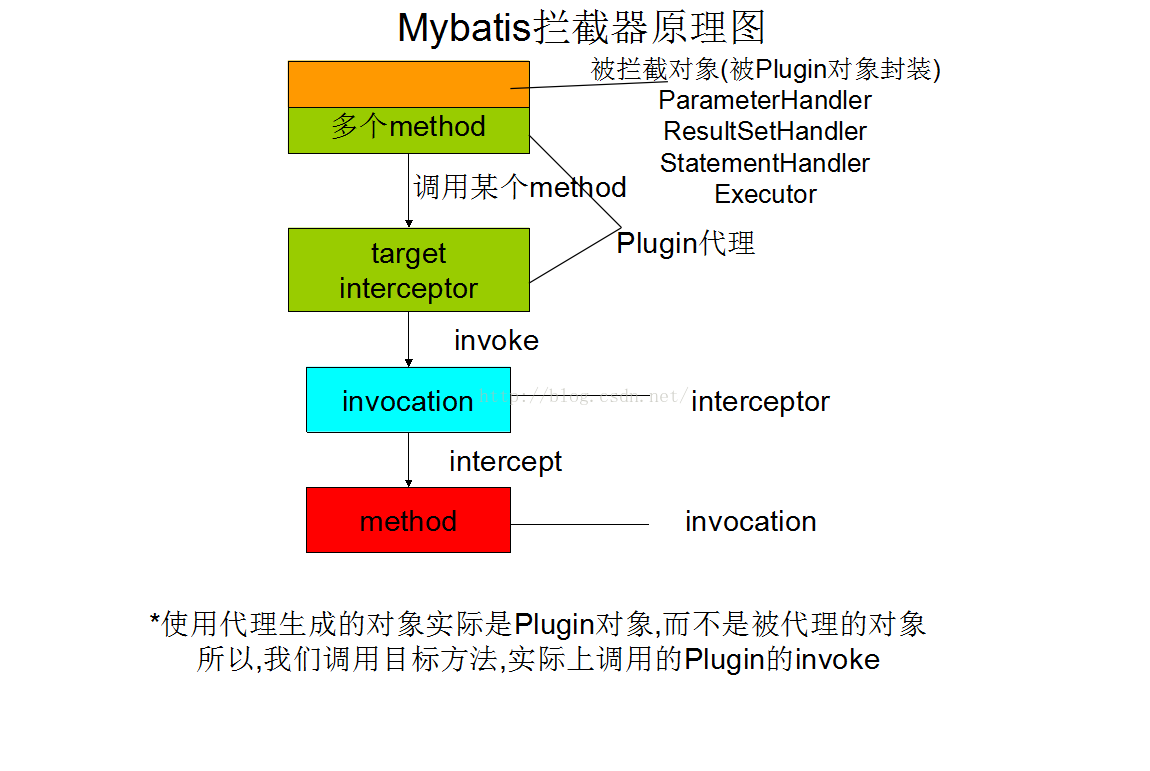 Mybatis拦截器原理图
被拦截对象(被Plugin对象封装)
ParameterHandler
ResultSetHandler
StatementHandler
Executor
多个method
调用某个method
Plugin代理
target
interceptor
invoke
invocation
http://blog.csdn.net/
interceptor
intercept
method
invocation
*使用代理生成的对象实际是Plugin对象,而不是被代理的对象
所以,我们调用目标方法,实际上调用的Plugin的invoke